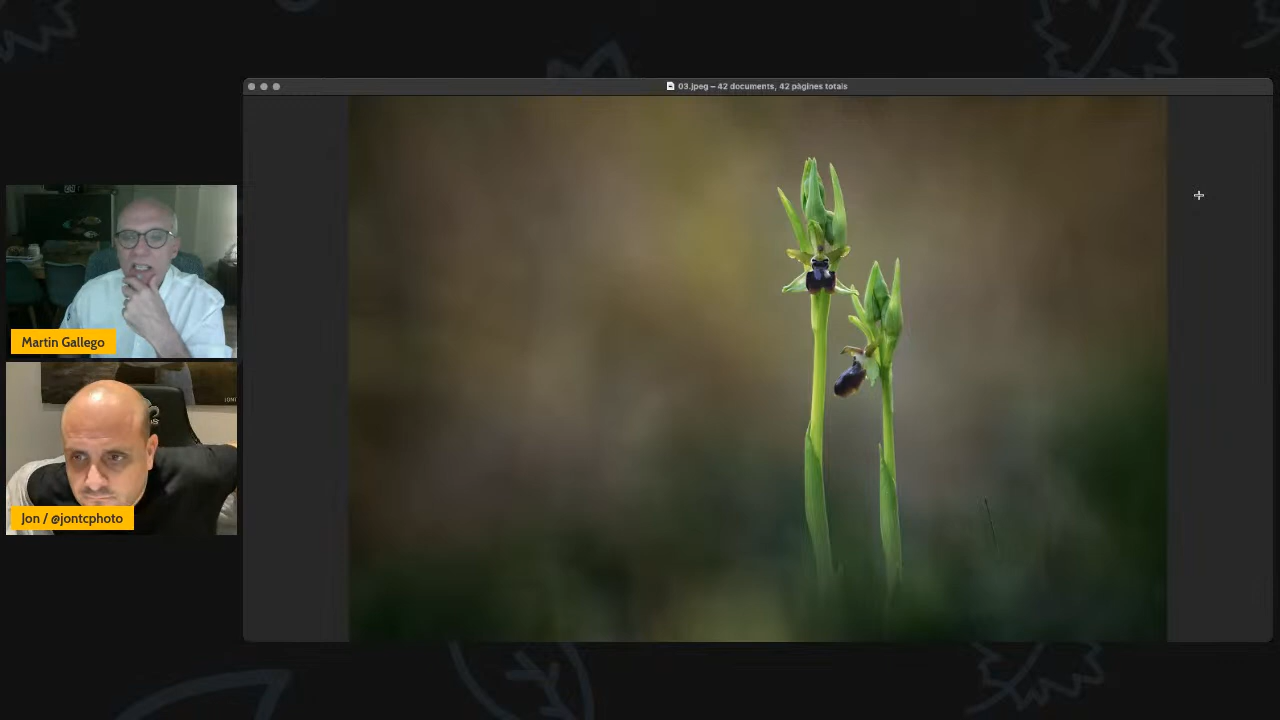 03.jpeg – 42 documents, 42 pàgines totals
Martin Gallego
Jon / @jontcphoto